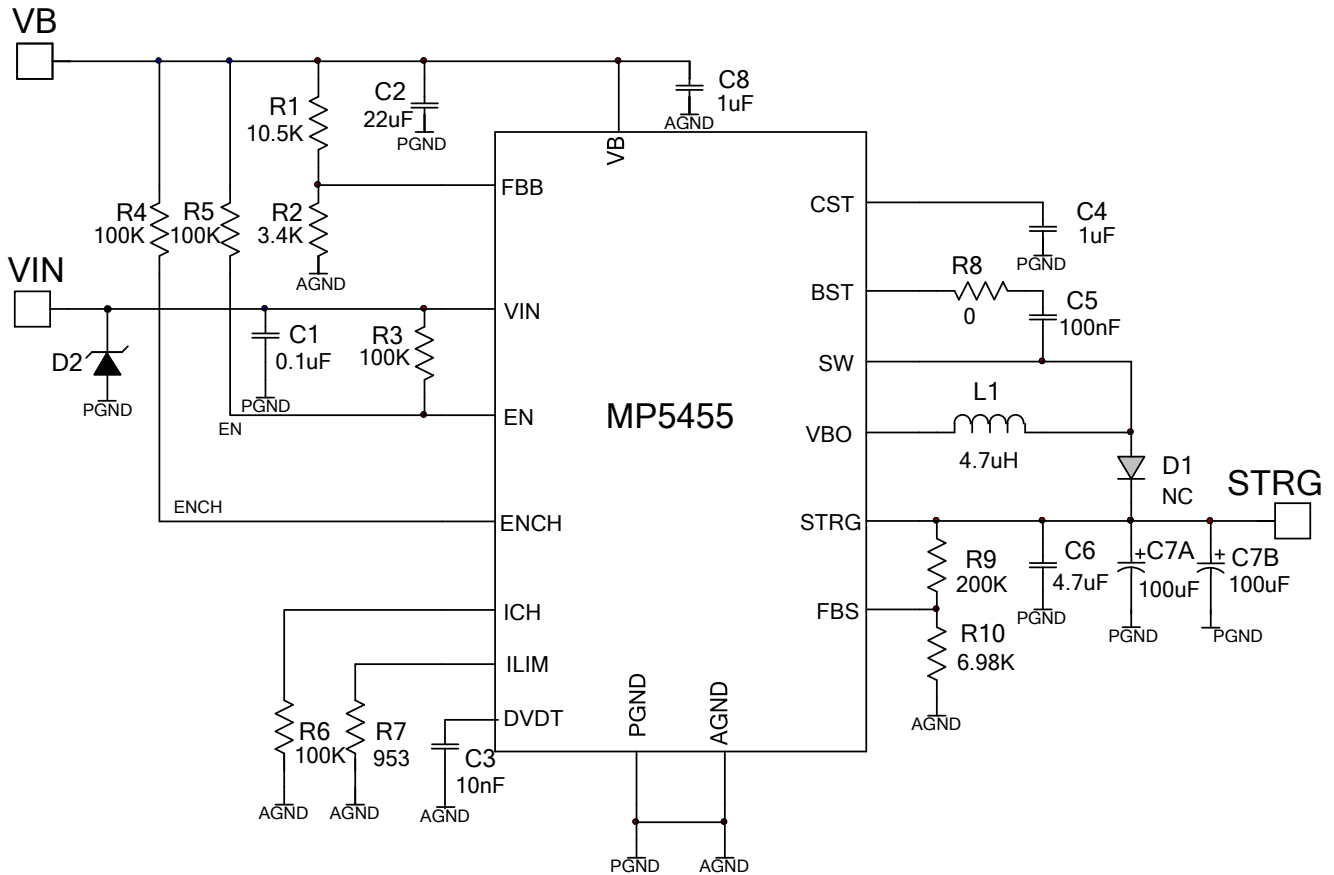 VB
R1
10.5K
C2
22uF
PGND
C8
1uF
AGND
VB
FBB
R4
100K
R5
100K
R2
3.4K
AGND
CST
C4
1uF
PGND
VIN
VIN
D2
PGND
C1
0.1uF
PGND
R3
100K
BST
R8
0
C5
100nF
SW
EN
EN
MP5455
VBO
L1
4.7uH
D1
NC
STRG
ENCH
ENCH
STRG
R9
200K
C6
4.7uF
PGND
+
C7A
100uF
PGND
+
C7B
100uF
PGND
FBS
R10
6.98K
AGND
ICH
ILIM
DVDT
R6
100K
AGND
R7
953
AGND
C3
10nF
AGND
PGND
AGND
PGND
AGND